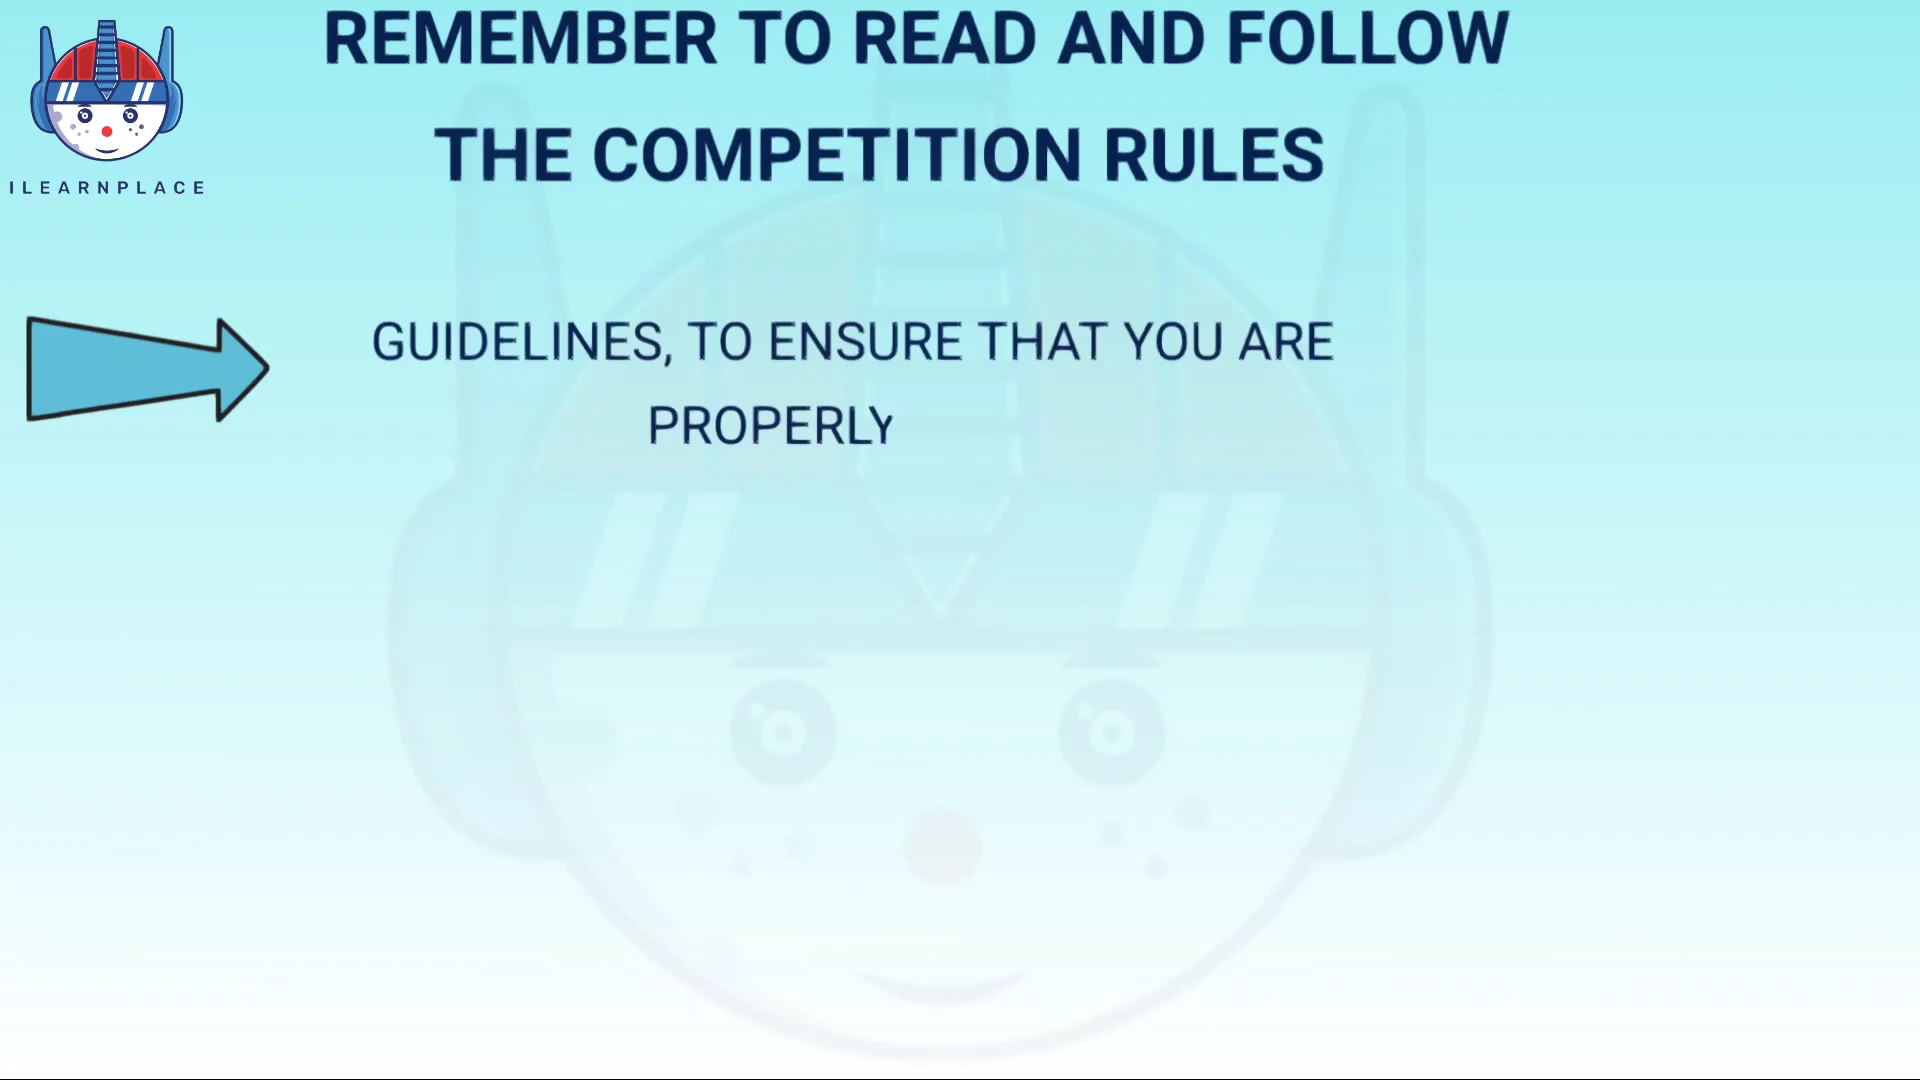 REMEMBER TO READ AND FOLLOW
THE COMPETITION RULES
ILEARNPLACE
GUIDELINES, TO ENSURE THAT YOU ARE
PROPERLY